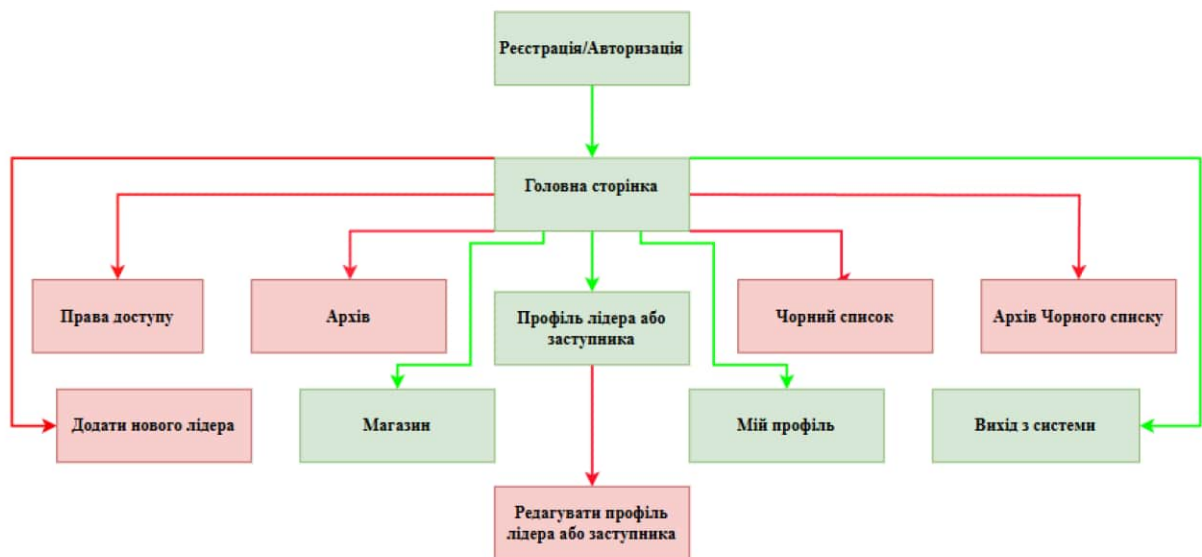 Реєстрація/Авторизація
Головна сторінка
Права доступу
Архів
Профіль лідера або
заступника
Чорний список
Архів Чорного списку
Додати нового лідера
Магазин
Мій профіль
Вихід з системи
Редагувати профіль
лідера або заступника